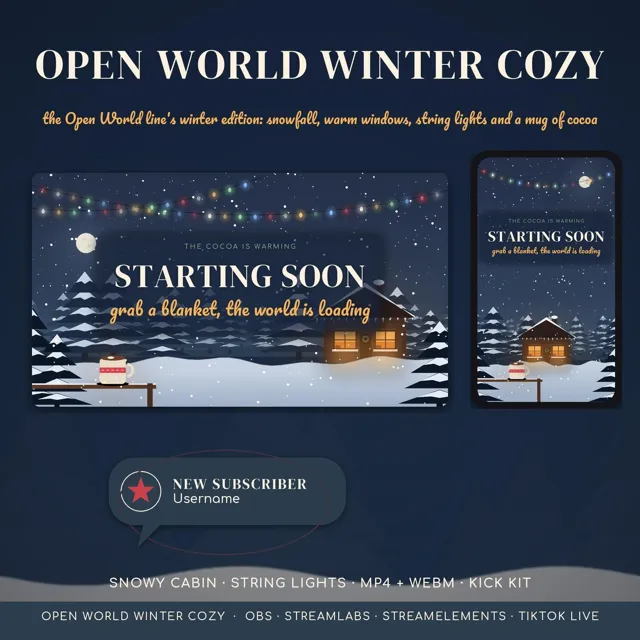 OPEN WORLD WINTER COZY
the Open World line's winter edition: snowfall, warm windows, string lights and a mug of cocoa
THE COCOA IS WARMING
STARTING SOON
grab a blanket, the world is loading
THE COCOA IS WARMING
STARTING SOON
grab a blanket, the world is loading
NEW SUBSCRIBER
Username
SNOWY CABIN · STRING LIGHTS · MP4 + WEBM · KICK KIT
OPEN WORLD WINTER COZY · OBS · STREAMLABS · STREAMELEMENTS · TIKTOK LIVE